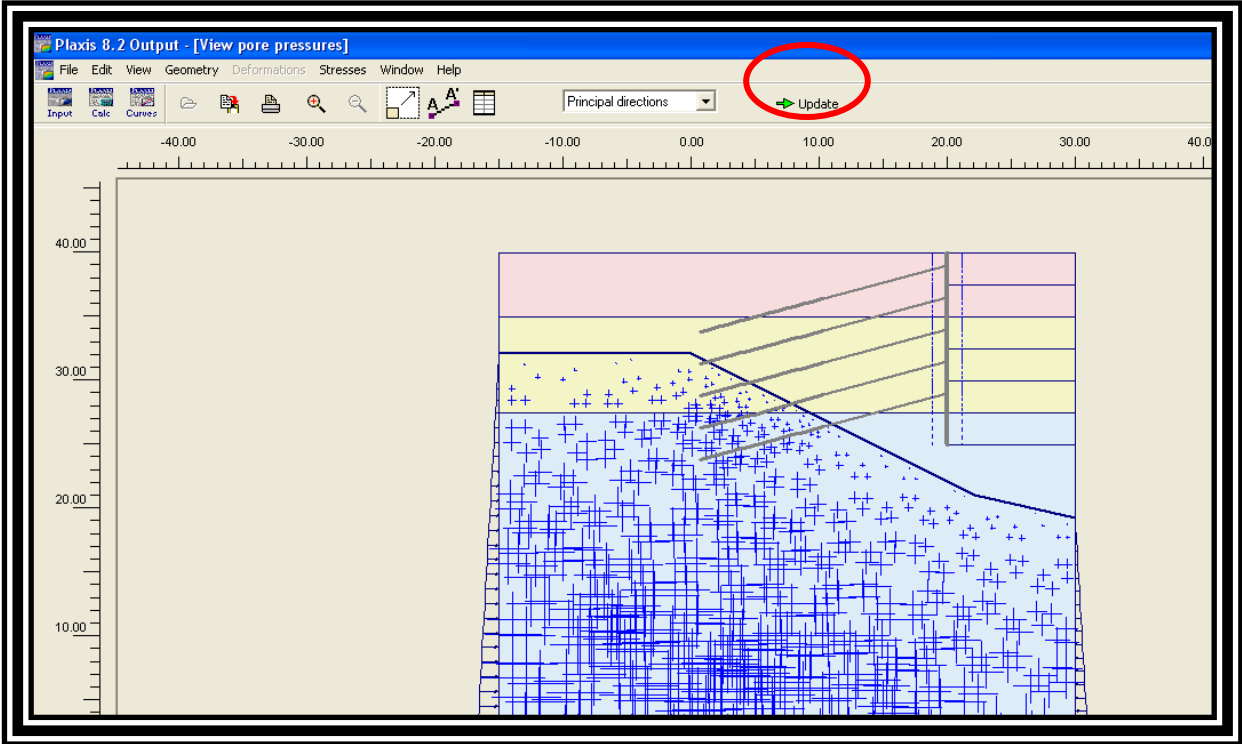 Plaxis 8.2 Output - [View pore pressures]
File Edit View Geometry Deformations Stresses Window Help
Input Calc Curves A A' Principal directions Update
-40.00 -30.00 -20.00 -10.00 0.00 10.00 20.00 30.00 40.0
40.00
30.00
20.00
10.00